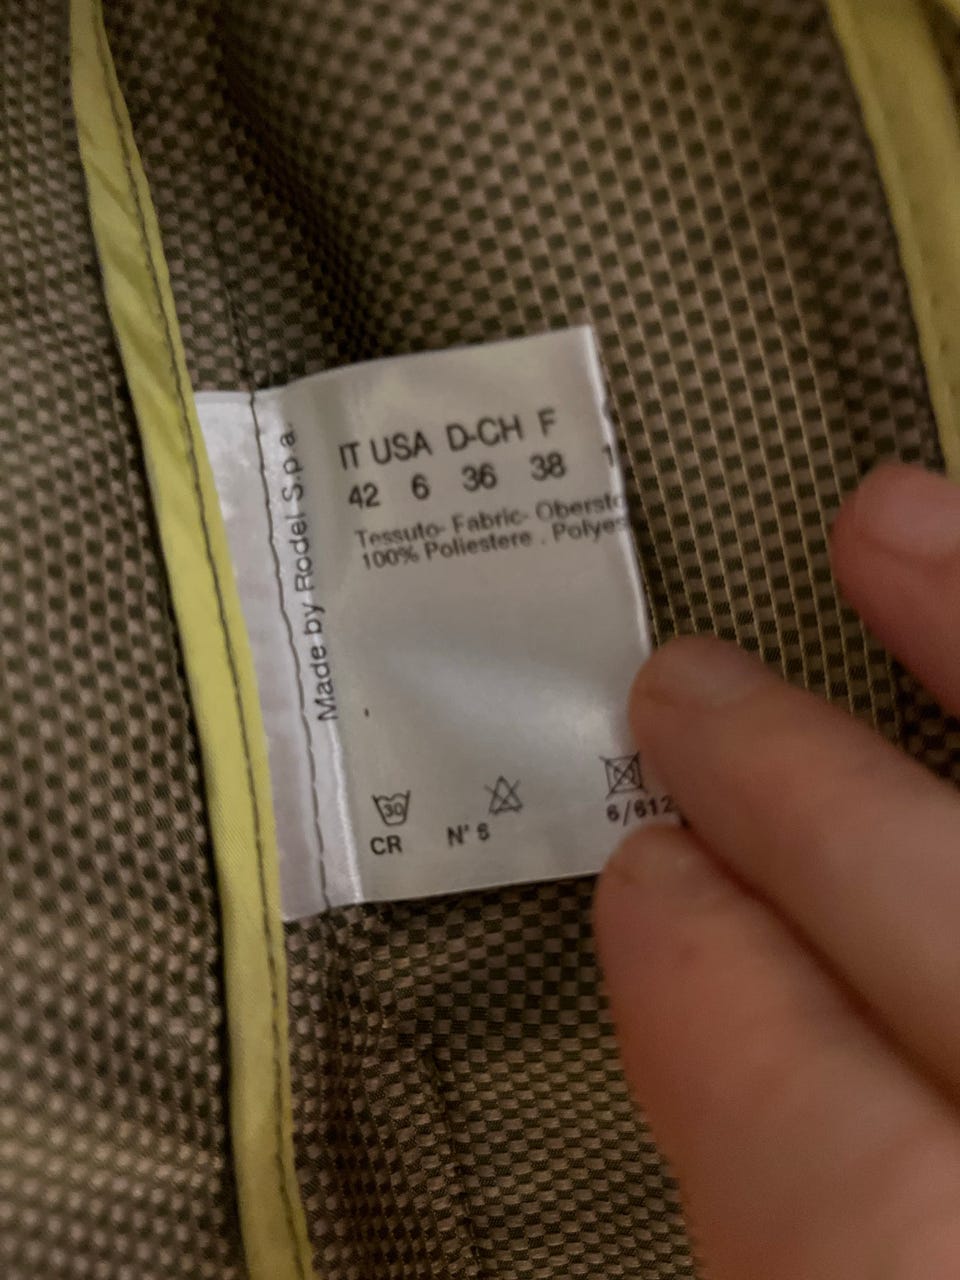 IT USA D-CH F
42 6 36 38
Tessuto- Fabric- Obersto
100% Poliestere . Polyes
Made by Rodel S.p.a.
30
CR N° 6 6/612